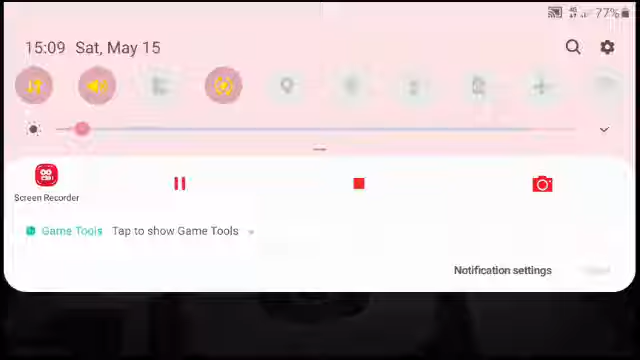 77%
15:09 Sat, May 15
Screen Recorder
Game Tools Tap to show Game Tools
Notification settings